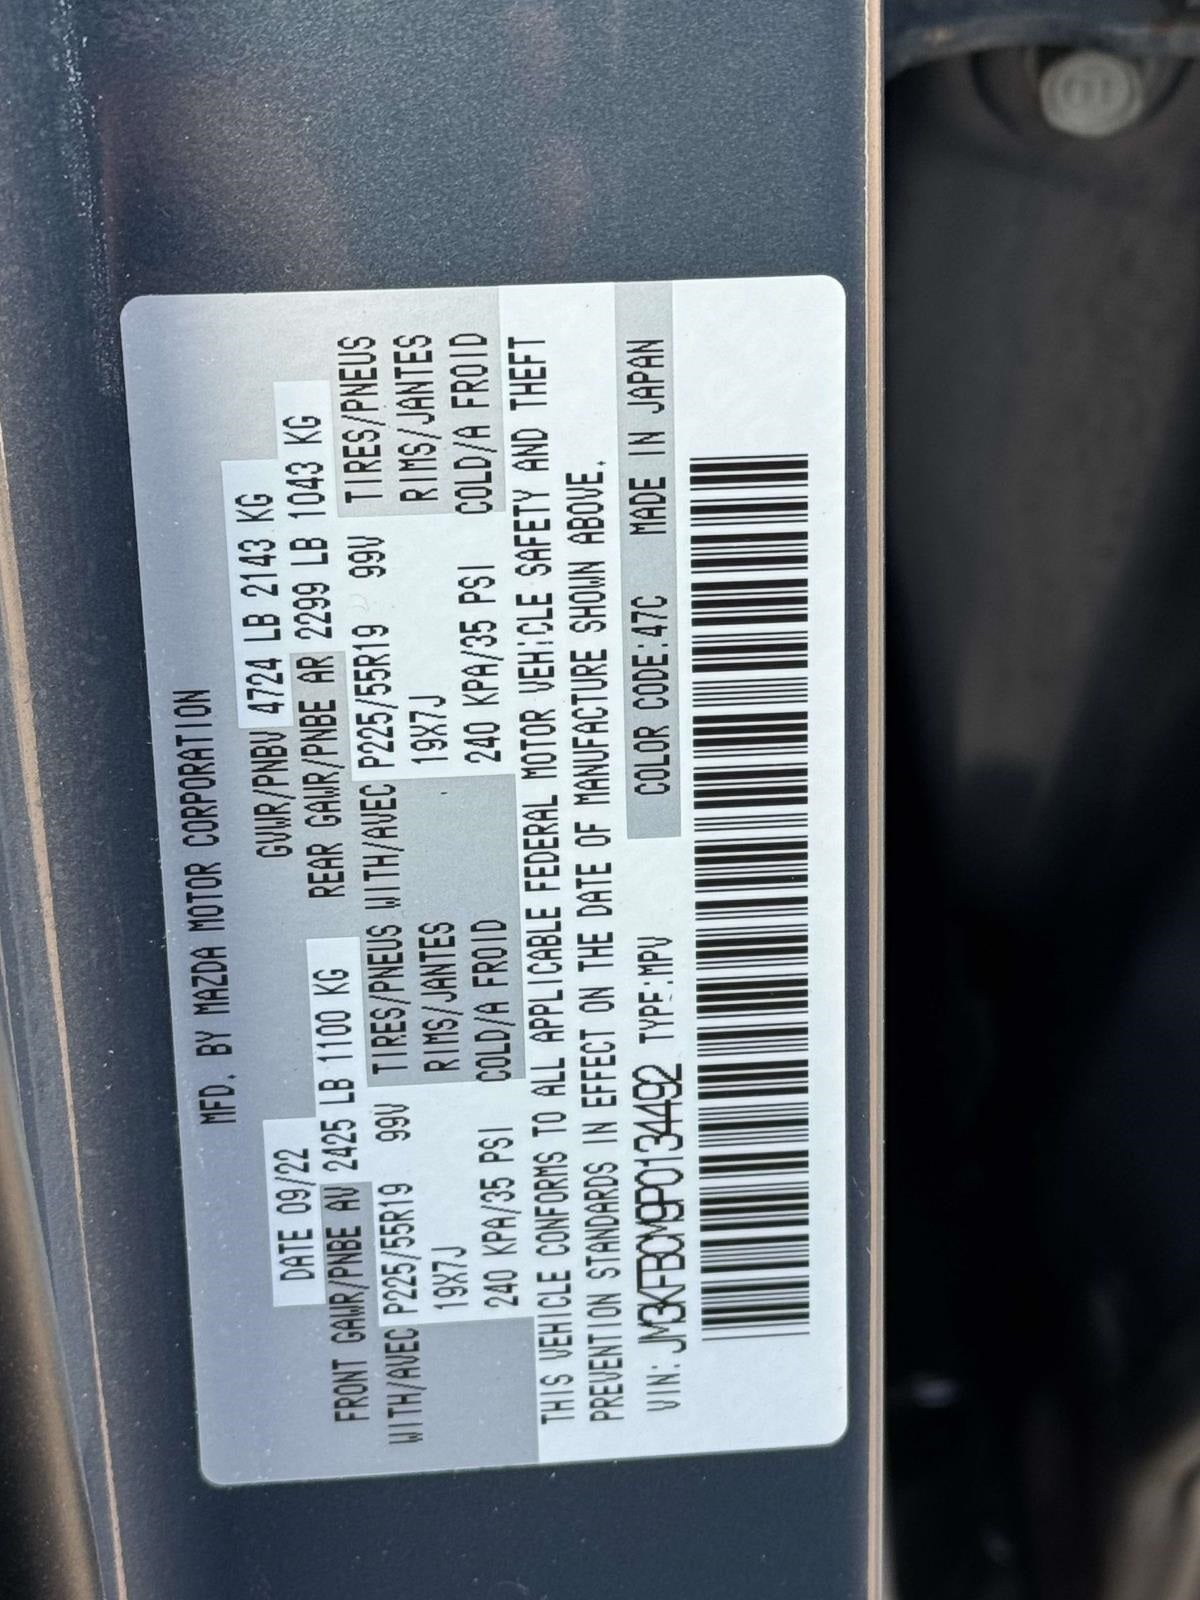 MFD. BY MAZDA MOTOR CORPORATION
DATE 09/22 GVWR/PNBV 4724 LB 2143 KG
FRONT GAWR/PNBE AV 2425 LB 1100 KG REAR GAWR/PNBE AR 2299 LB 1043 KG
WITH/AVEC P225/55R19 99V TIRES/PNEUS WITH/AVEC P225/55R19 99V TIRES/PNEUS
19X7J RIMS/JANTES 19X7J RIMS/JANTES
240 KPA/35 PSI COLD/A FROID 240 KPA/35 PSI COLD/A FROID
THIS VEHICLE CONFORMS TO ALL APPLICABLE FEDERAL MOTOR VEHICLE SAFETY AND THEFT
PREVENTION STANDARDS IN EFFECT ON THE DATE OF MANUFACTURE SHOWN ABOVE.
VIN: JM3KFBCM9P0134492 TYPE:MPV COLOR CODE:47C MADE IN JAPAN